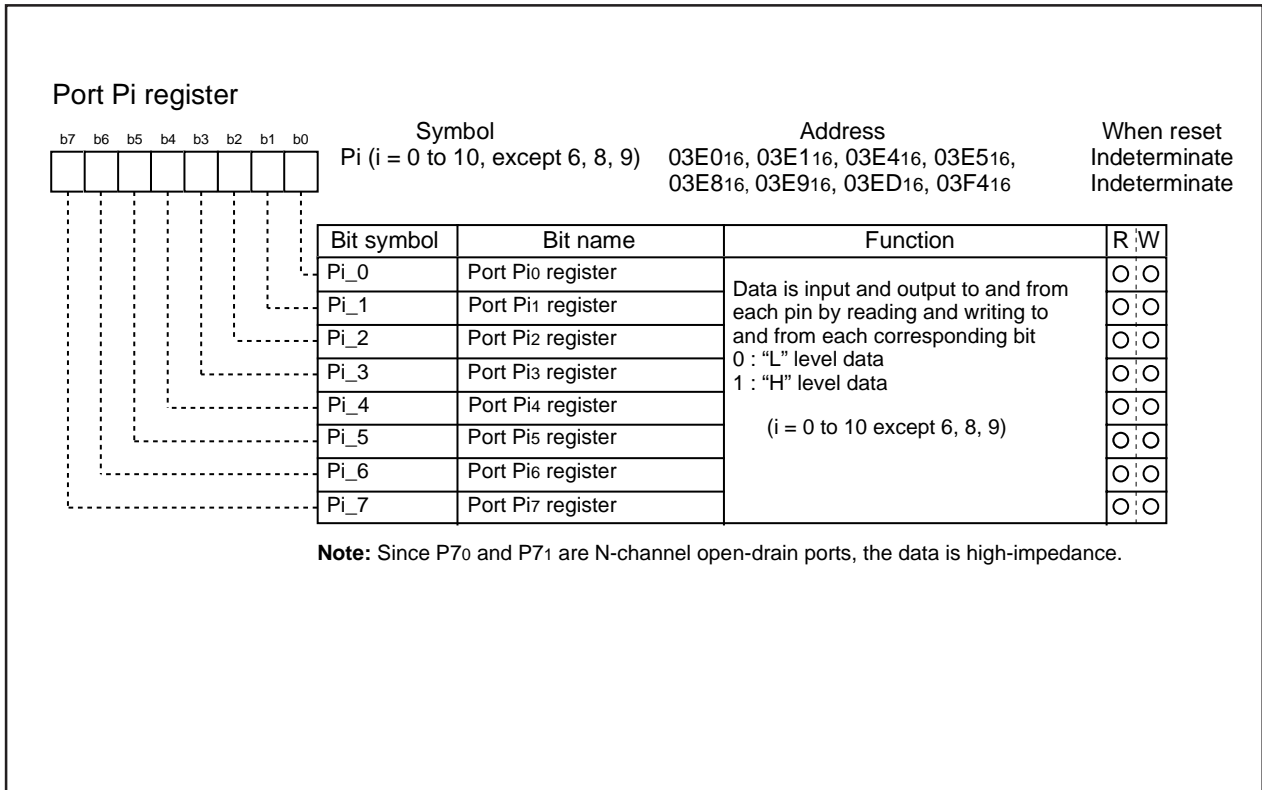 Port Pi register
b7 b6 b5 b4 b3 b2 b1 b0
Symbol Address When reset
Pi (i = 0 to 10, except 6, 8, 9) 03E016, 03E116, 03E416, 03E516, Indeterminate
03E816, 03E916, 03ED16, 03F416 Indeterminate
Bit symbol Bit name Function R W
Pi_0 Port Pi0 register
Pi_1 Port Pi1 register
Pi_2 Port Pi2 register
Pi_3 Port Pi3 register
Pi_4 Port Pi4 register
Pi_5 Port Pi5 register
Pi_6 Port Pi6 register
Pi_7 Port Pi7 register
Data is input and output to and from
each pin by reading and writing to
and from each corresponding bit
0 : “L” level data
1 : “H” level data
(i = 0 to 10 except 6, 8, 9)
Note: Since P70 and P71 are N-channel open-drain ports, the data is high-impedance.